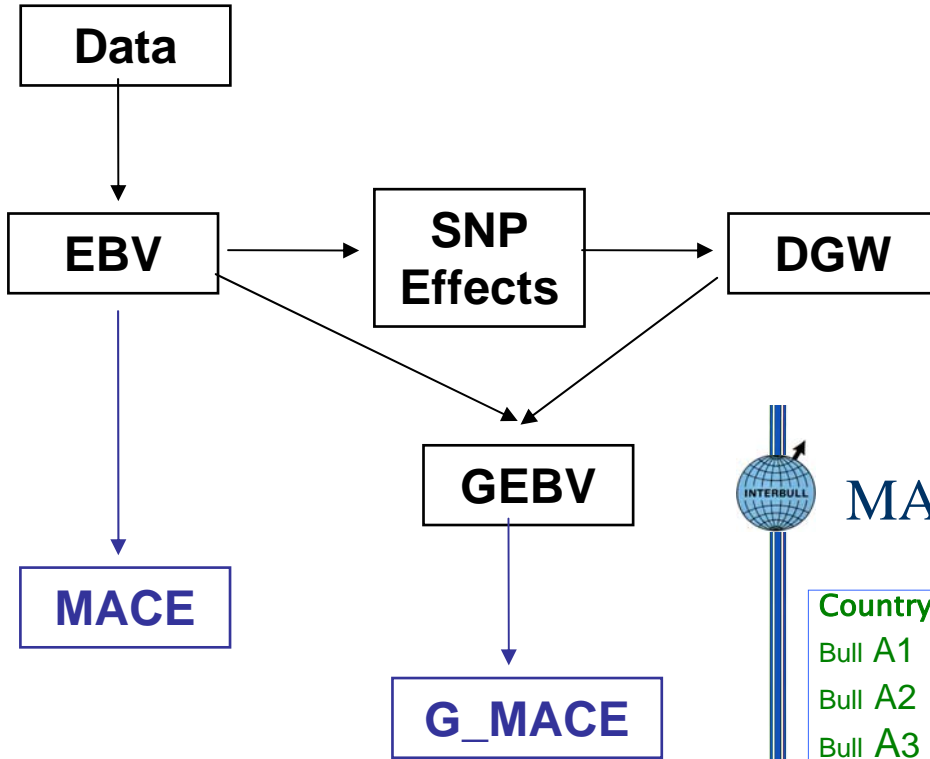 Data
EBV
SNP
Effects
DGW
GEBV
INTERBULL
MA
MACE
Country
Bull A1
Bull A2
G_MACE
Bull A3